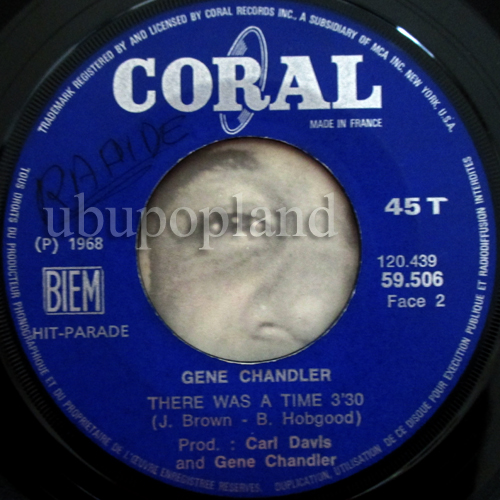 TRADEMARK REGISTERED BY AND LICENSED BY CORAL RECORDS INC., A SUBSIDIARY OF MCA INC. NEW YORK, U.S.A.
CORAL
MADE IN FRANCE
RAPIDE
ubupopland
45 T
(P) 1968
BIEM
HIT-PARADE
120.439
59.506
Face 2
GENE CHANDLER
THERE WAS A TIME 3'30
(J. Brown - B. Hobgood)
Prod. : Carl Davis
and Gene Chandler
TOUS DROITS DU PRODUCTEUR PHONOGRAPHIQUE ET DU PROPRIETAIRE DE L'ŒUVRE ENREGISTREE RESERVES. DUPLICATION, UTILISATION DE CE DISQUE POUR EXECUTION PUBLIQUE ET RADIODIFFUSION INTERDITES